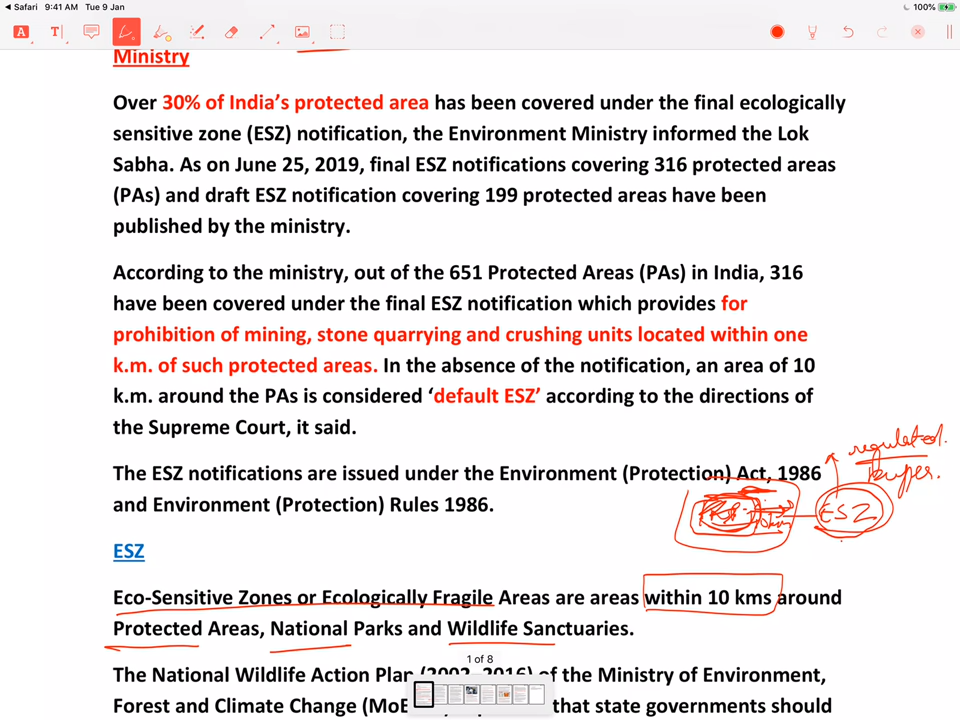 Safari 9:41 AM Tue 9 Jan 100%
A T
Ministry
Over 30% of India's protected area has been covered under the final ecologically
sensitive zone (ESZ) notification, the Environment Ministry informed the Lok
Sabha. As on June 25, 2019, final ESZ notifications covering 316 protected areas
(PAs) and draft ESZ notification covering 199 protected areas have been
published by the ministry.
According to the ministry, out of the 651 Protected Areas (PAs) in India, 316
have been covered under the final ESZ notification which provides for
prohibition of mining, stone quarrying and crushing units located within one
k.m. of such protected areas. In the absence of the notification, an area of 10
k.m. around the PAs is considered 'default ESZ' according to the directions of
the Supreme Court, it said.
regulated.
The ESZ notifications are issued under the Environment (Protection) Act, 1986
and Environment (Protection) Rules 1986.
ESZ
ESZ
Eco-Sensitive Zones or Ecologically Fragile Areas are areas within 10 kms around
Protected Areas, National Parks and Wildlife Sanctuaries.
1 of 8
The National Wildlife Action Plan (2002-2016) of the Ministry of Environment,
Forest and Climate Change (MoE that state governments should